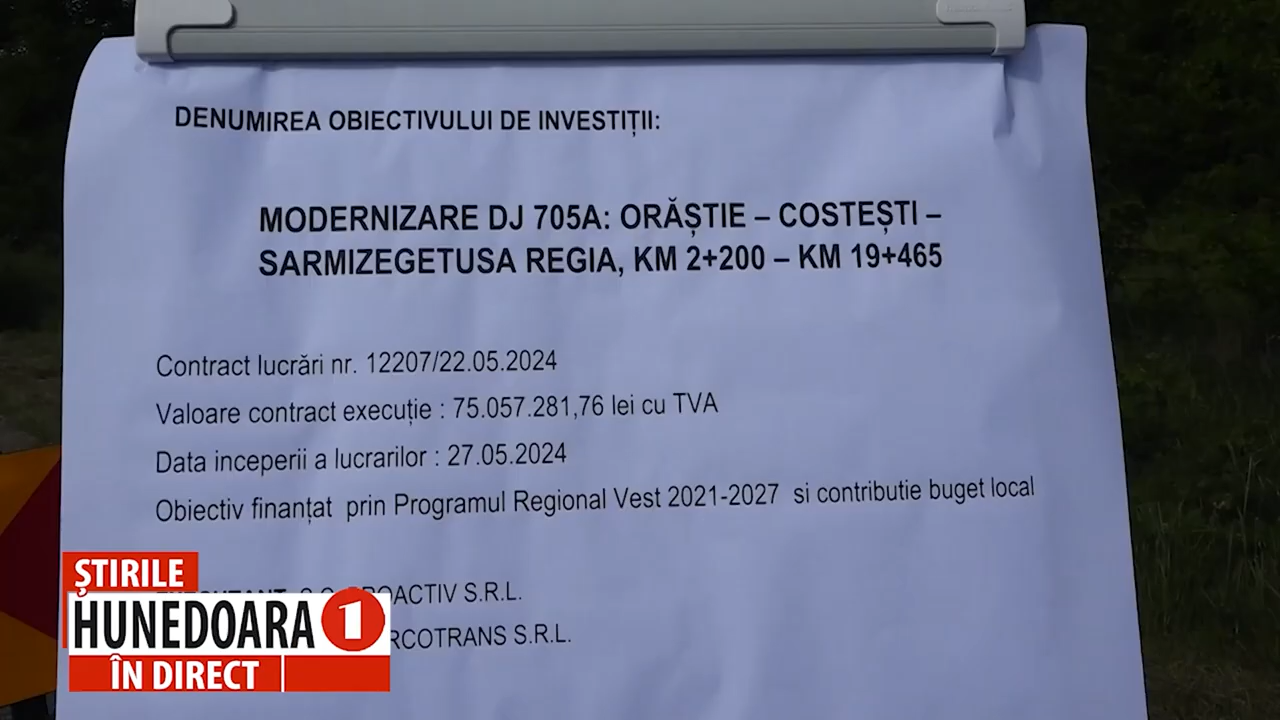 DENUMIREA OBIECTIVULUI DE INVESTIȚII:
MODERNIZARE DJ 705A: ORĂȘTIE – COSTEȘTI –
SARMIZEGETUSA REGIA, KM 2+200 – KM 19+465
Contract lucrări nr. 12207/22.05.2024
Valoare contract execuție : 75.057.281,76 lei cu TVA
Data inceperii a lucrarilor : 27.05.2024
Obiectiv finanțat prin Programul Regional Vest 2021-2027 si contributie buget local
S.R.L.
S.R.L.
ȘTIRILE
HUNEDOARA 1
ÎN DIRECT